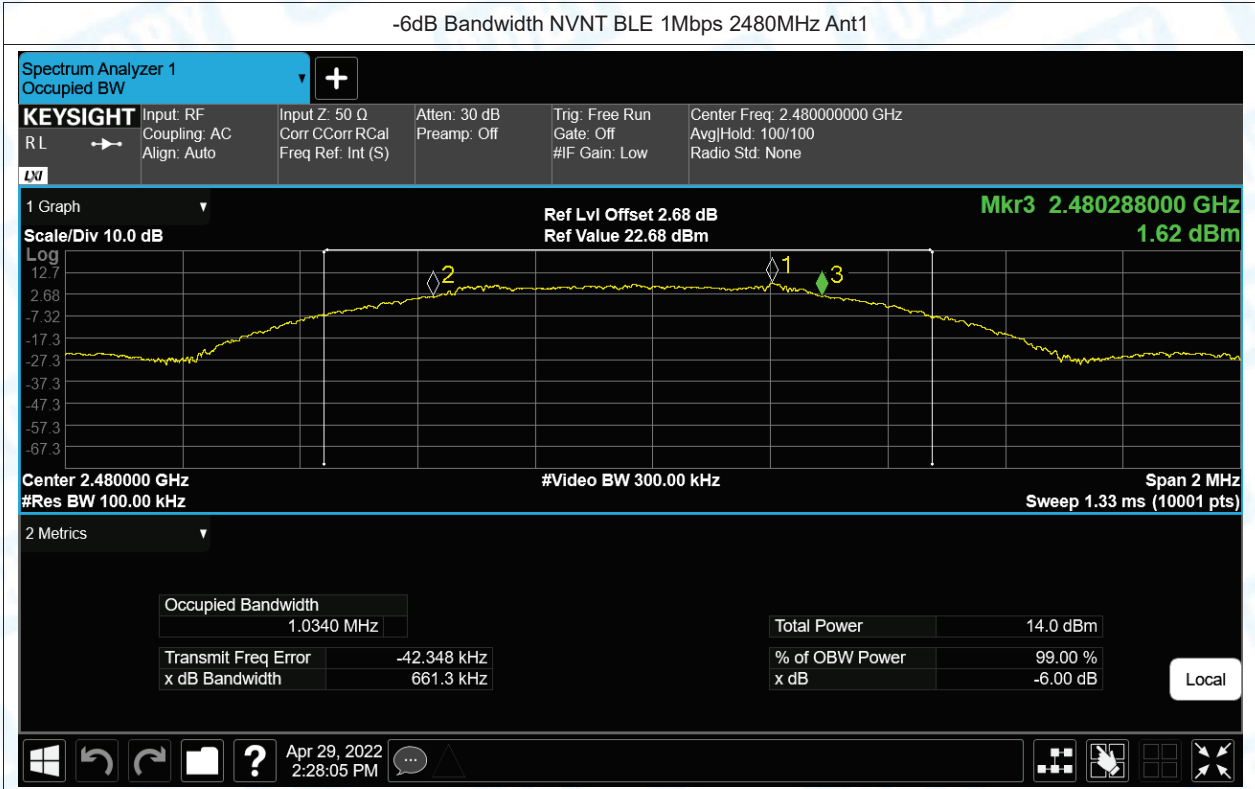 -6dB Bandwidth NVNT BLE 1Mbps 2480MHz Ant1
Spectrum Analyzer 1
Occupied BW
KEYSIGHT
RL
LXI
Input: RF
Coupling: AC
Align: Auto
Input Z: 50 Ω
Corr CCorr RCal
Freq Ref: Int (S)
Atten: 30 dB
Preamp: Off
Trig: Free Run
Gate: Off
#IF Gain: Low
Center Freq: 2.480000000 GHz
Avg|Hold: 100/100
Radio Std: None
1 Graph
Scale/Div 10.0 dB
Ref Lvl Offset 2.68 dB
Ref Value 22.68 dBm
Mkr3 2.480288000 GHz
1.62 dBm
Log
12.7
2.68
-7.32
-17.3
-27.3
-37.3
-47.3
-57.3
-67.3
2
1
3
Center 2.480000 GHz
#Res BW 100.00 kHz
#Video BW 300.00 kHz
Span 2 MHz
Sweep 1.33 ms (10001 pts)
2 Metrics
Occupied Bandwidth
1.0340 MHz
Transmit Freq Error -42.348 kHz
x dB Bandwidth 661.3 kHz
Total Power 14.0 dBm
% of OBW Power 99.00 %
x dB -6.00 dB
Local
Apr 29, 2022
2:28:05 PM